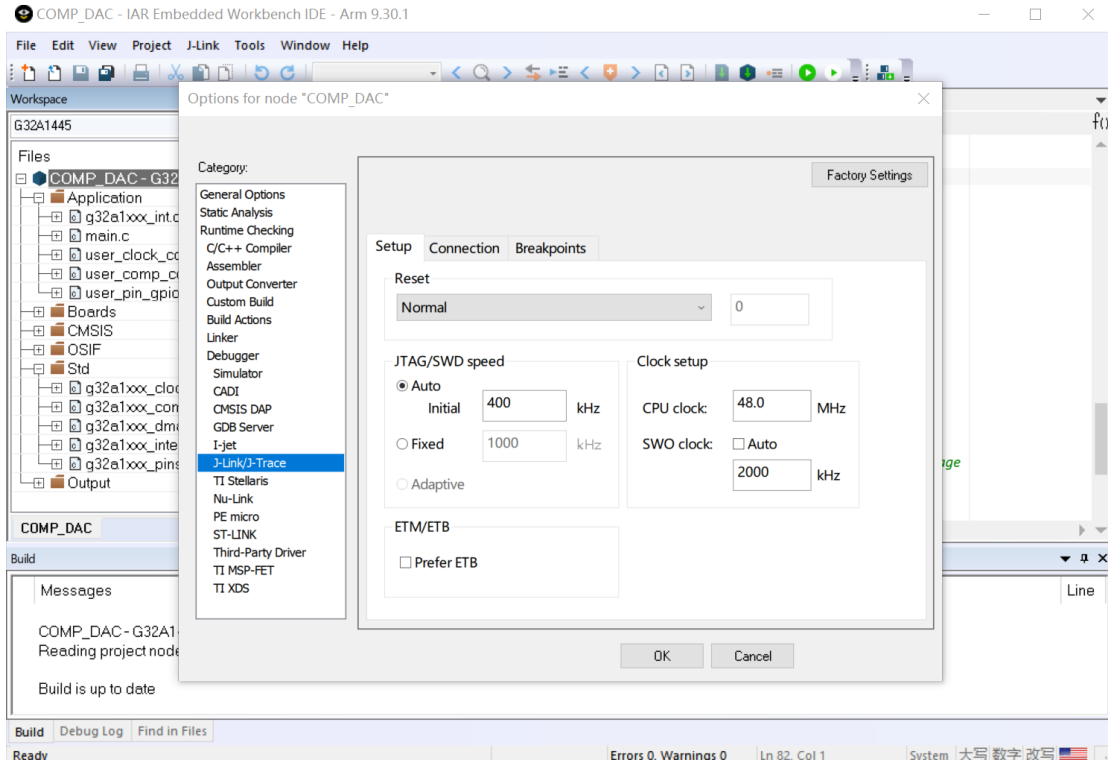 COMP_DAC - IAR Embedded Workbench IDE - Arm 9.30.1
File Edit View Project J-Link Tools Window Help
Workspace
G32A1445
Files
COMP_DAC - G32
Application
g32a1xxx_int.c
main.c
user_clock_co
user_comp_co
user_pin_gpio
Boards
CMSIS
OSIF
Std
g32a1xxx_cloc
g32a1xxx_com
g32a1xxx_dma
g32a1xxx_inte
g32a1xxx_pins
Output
COMP_DAC
f()
Options for node "COMP_DAC"
Category:
General Options
Static Analysis
Runtime Checking
C/C++ Compiler
Assembler
Output Converter
Custom Build
Build Actions
Linker
Debugger
Simulator
CADI
CMSIS DAP
GDB Server
I-jet
J-Link/J-Trace
TI Stellaris
Nu-Link
PE micro
ST-LINK
Third-Party Driver
TI MSP-FET
TI XDS
Factory Settings
Setup Connection Breakpoints
Reset
Normal 0
JTAG/SWD speed
Auto
Initial 400 kHz
Fixed 1000 kHz
Adaptive
Clock setup
CPU clock: 48.0 MHz
SWO clock: Auto
2000 kHz
ETM/ETB
Prefer ETB
OK Cancel
Build
Messages Line
COMP_DAC - G32A1
Reading project node
Build is up to date
Build Debug Log Find in Files
Ready Errors 0, Warnings 0 Ln 82, Col 1 System 大写 数字 改写